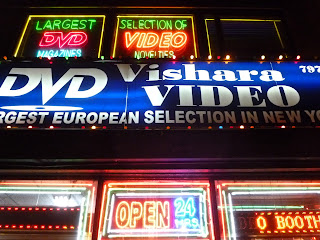 LARGEST
DVD
MAGAZINES
SELECTION OF
VIDEO
NOVELTIES
DVD Vishara VIDEO 797
RGEST EUROPEAN SELECTION IN NEW YO
OPEN 24
HRS
O. BOOTH